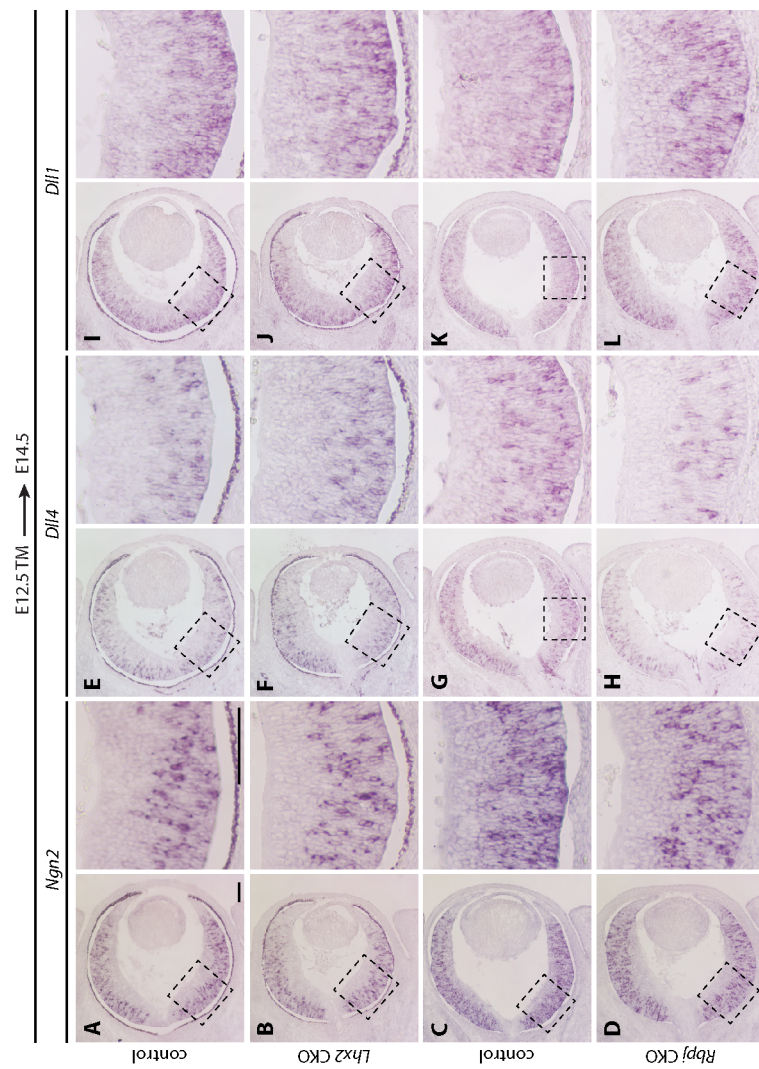 E12.5 TM → E14.5
Ngn2 Dll4 Dll1
control A E I
Lhx2 CKO B F J
control C G K
Rbpj CKO D H L